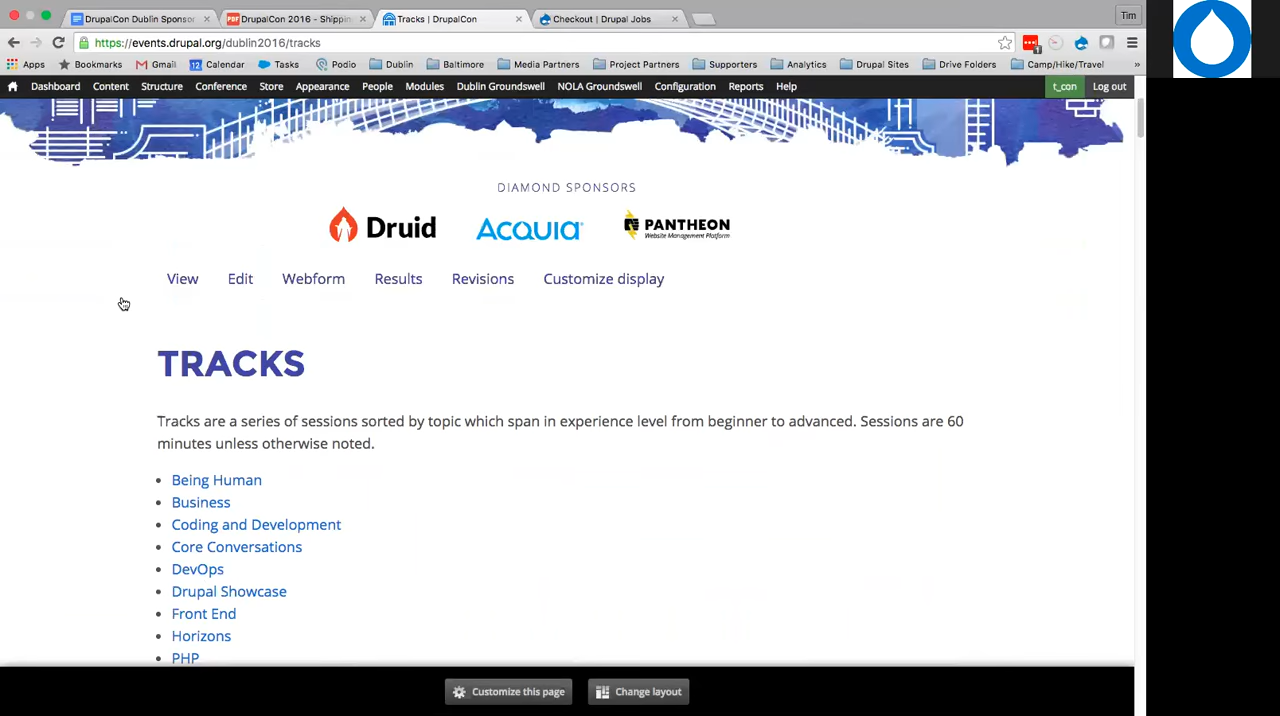 DrupalCon Dublin Sponsor
DrupalCon 2016 - Shippin
Tracks | DrupalCon
Checkout | Drupal Jobs
Tim
https://events.drupal.org/dublin2016/tracks
Apps Bookmarks Gmail Calendar Tasks Podio Dublin Baltimore Media Partners Project Partners Supporters Analytics Drupal Sites Drive Folders Camp/Hike/Travel »
Dashboard Content Structure Conference Store Appearance People Modules Dublin Groundswell NOLA Groundswell Configuration Reports Help t_con Log out
DIAMOND SPONSORS
Druid ACQUIA PANTHEON
Website Management Platform
View Edit Webform Results Revisions Customize display
TRACKS
Tracks are a series of sessions sorted by topic which span in experience level from beginner to advanced. Sessions are 60
minutes unless otherwise noted.
• Being Human
• Business
• Coding and Development
• Core Conversations
• DevOps
• Drupal Showcase
• Front End
• Horizons
• PHP
Customize this page Change layout